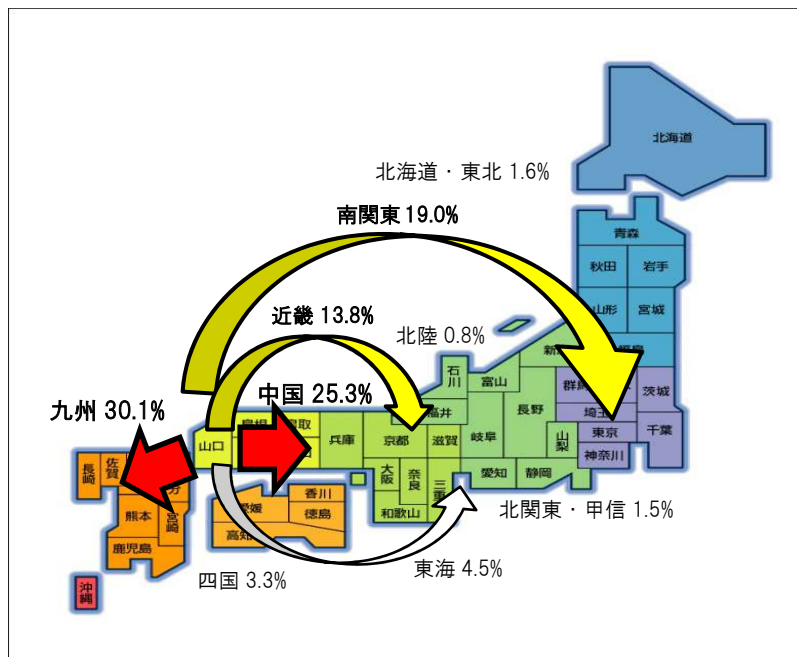 北海道
北海道・東北 1.6%
南関東 19.0%
青森
秋田
岩手
山形
宮城
近畿 13.8%
北陸 0.8%
石川
富山
茨城
中国 25.3%
九州 30.1%
福井
長野
埼玉
東京
千葉
神奈川
山口
兵庫
京都
滋賀
岐阜
山梨
長崎
佐賀
大阪
奈良
三重
愛知
静岡
和歌山
香川
愛媛
徳島
高知
熊本
宮崎
鹿児島
沖縄
北関東・甲信 1.5%
東海 4.5%
四国 3.3%